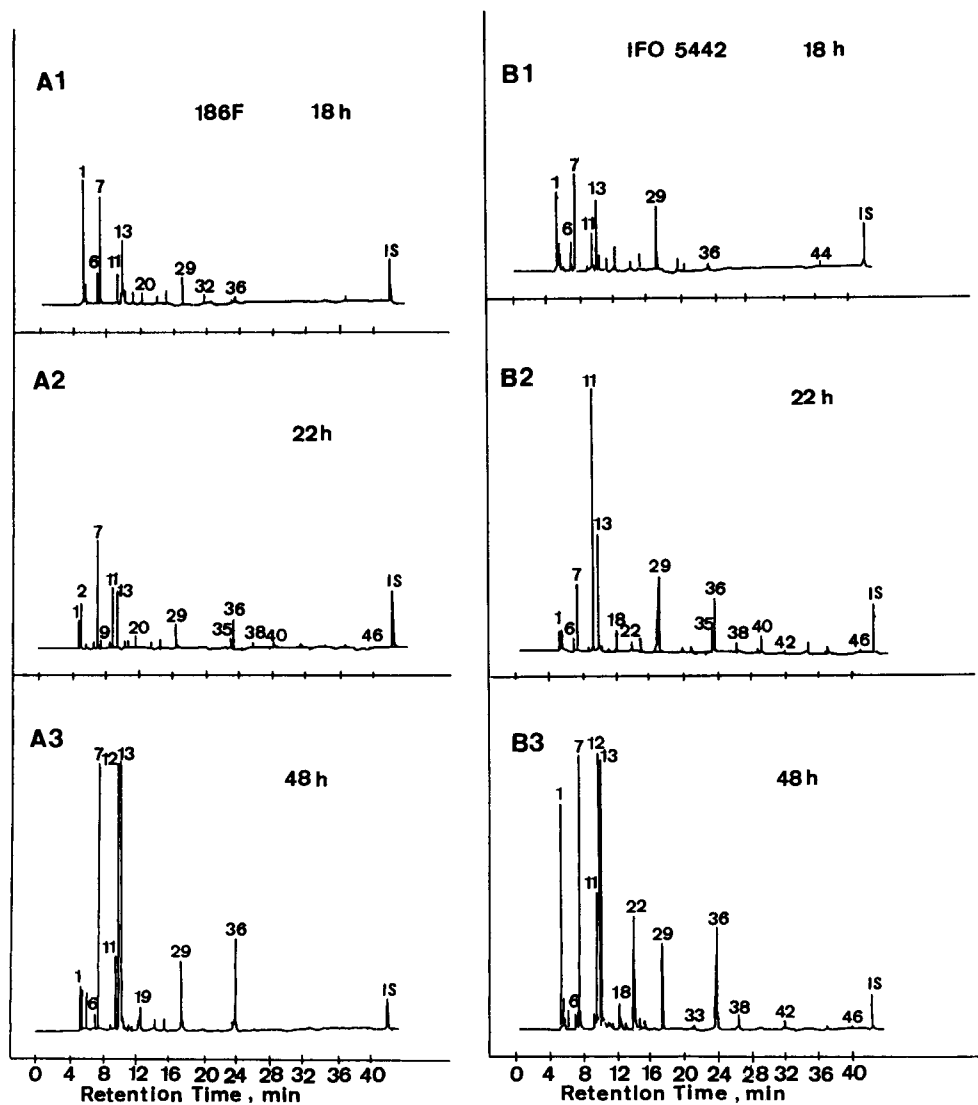 A1
186F 18h
1 7
6 11 13 20 29 32 36 IS
A2
22h
7
1 2 9 11 13 20 29 35 36 38 40 46 IS
A3
48h
7 12 13
1 6 11 19 29 36 IS
0 4 8 12 16 20 24 28 32 36 40
Retention Time , min
B1
IFO 5442 18h
1 7
6 11 13 29 36 44 IS
B2
22h
11
13
1 6 7 18 22 29 35 36 38 40 42 46 IS
B3
48h
7 12 13
1 6 11 18 22 29 33 36 38 42 46 IS
0 4 8 12 16 20 24 28 32 36 40
Retention Time , min